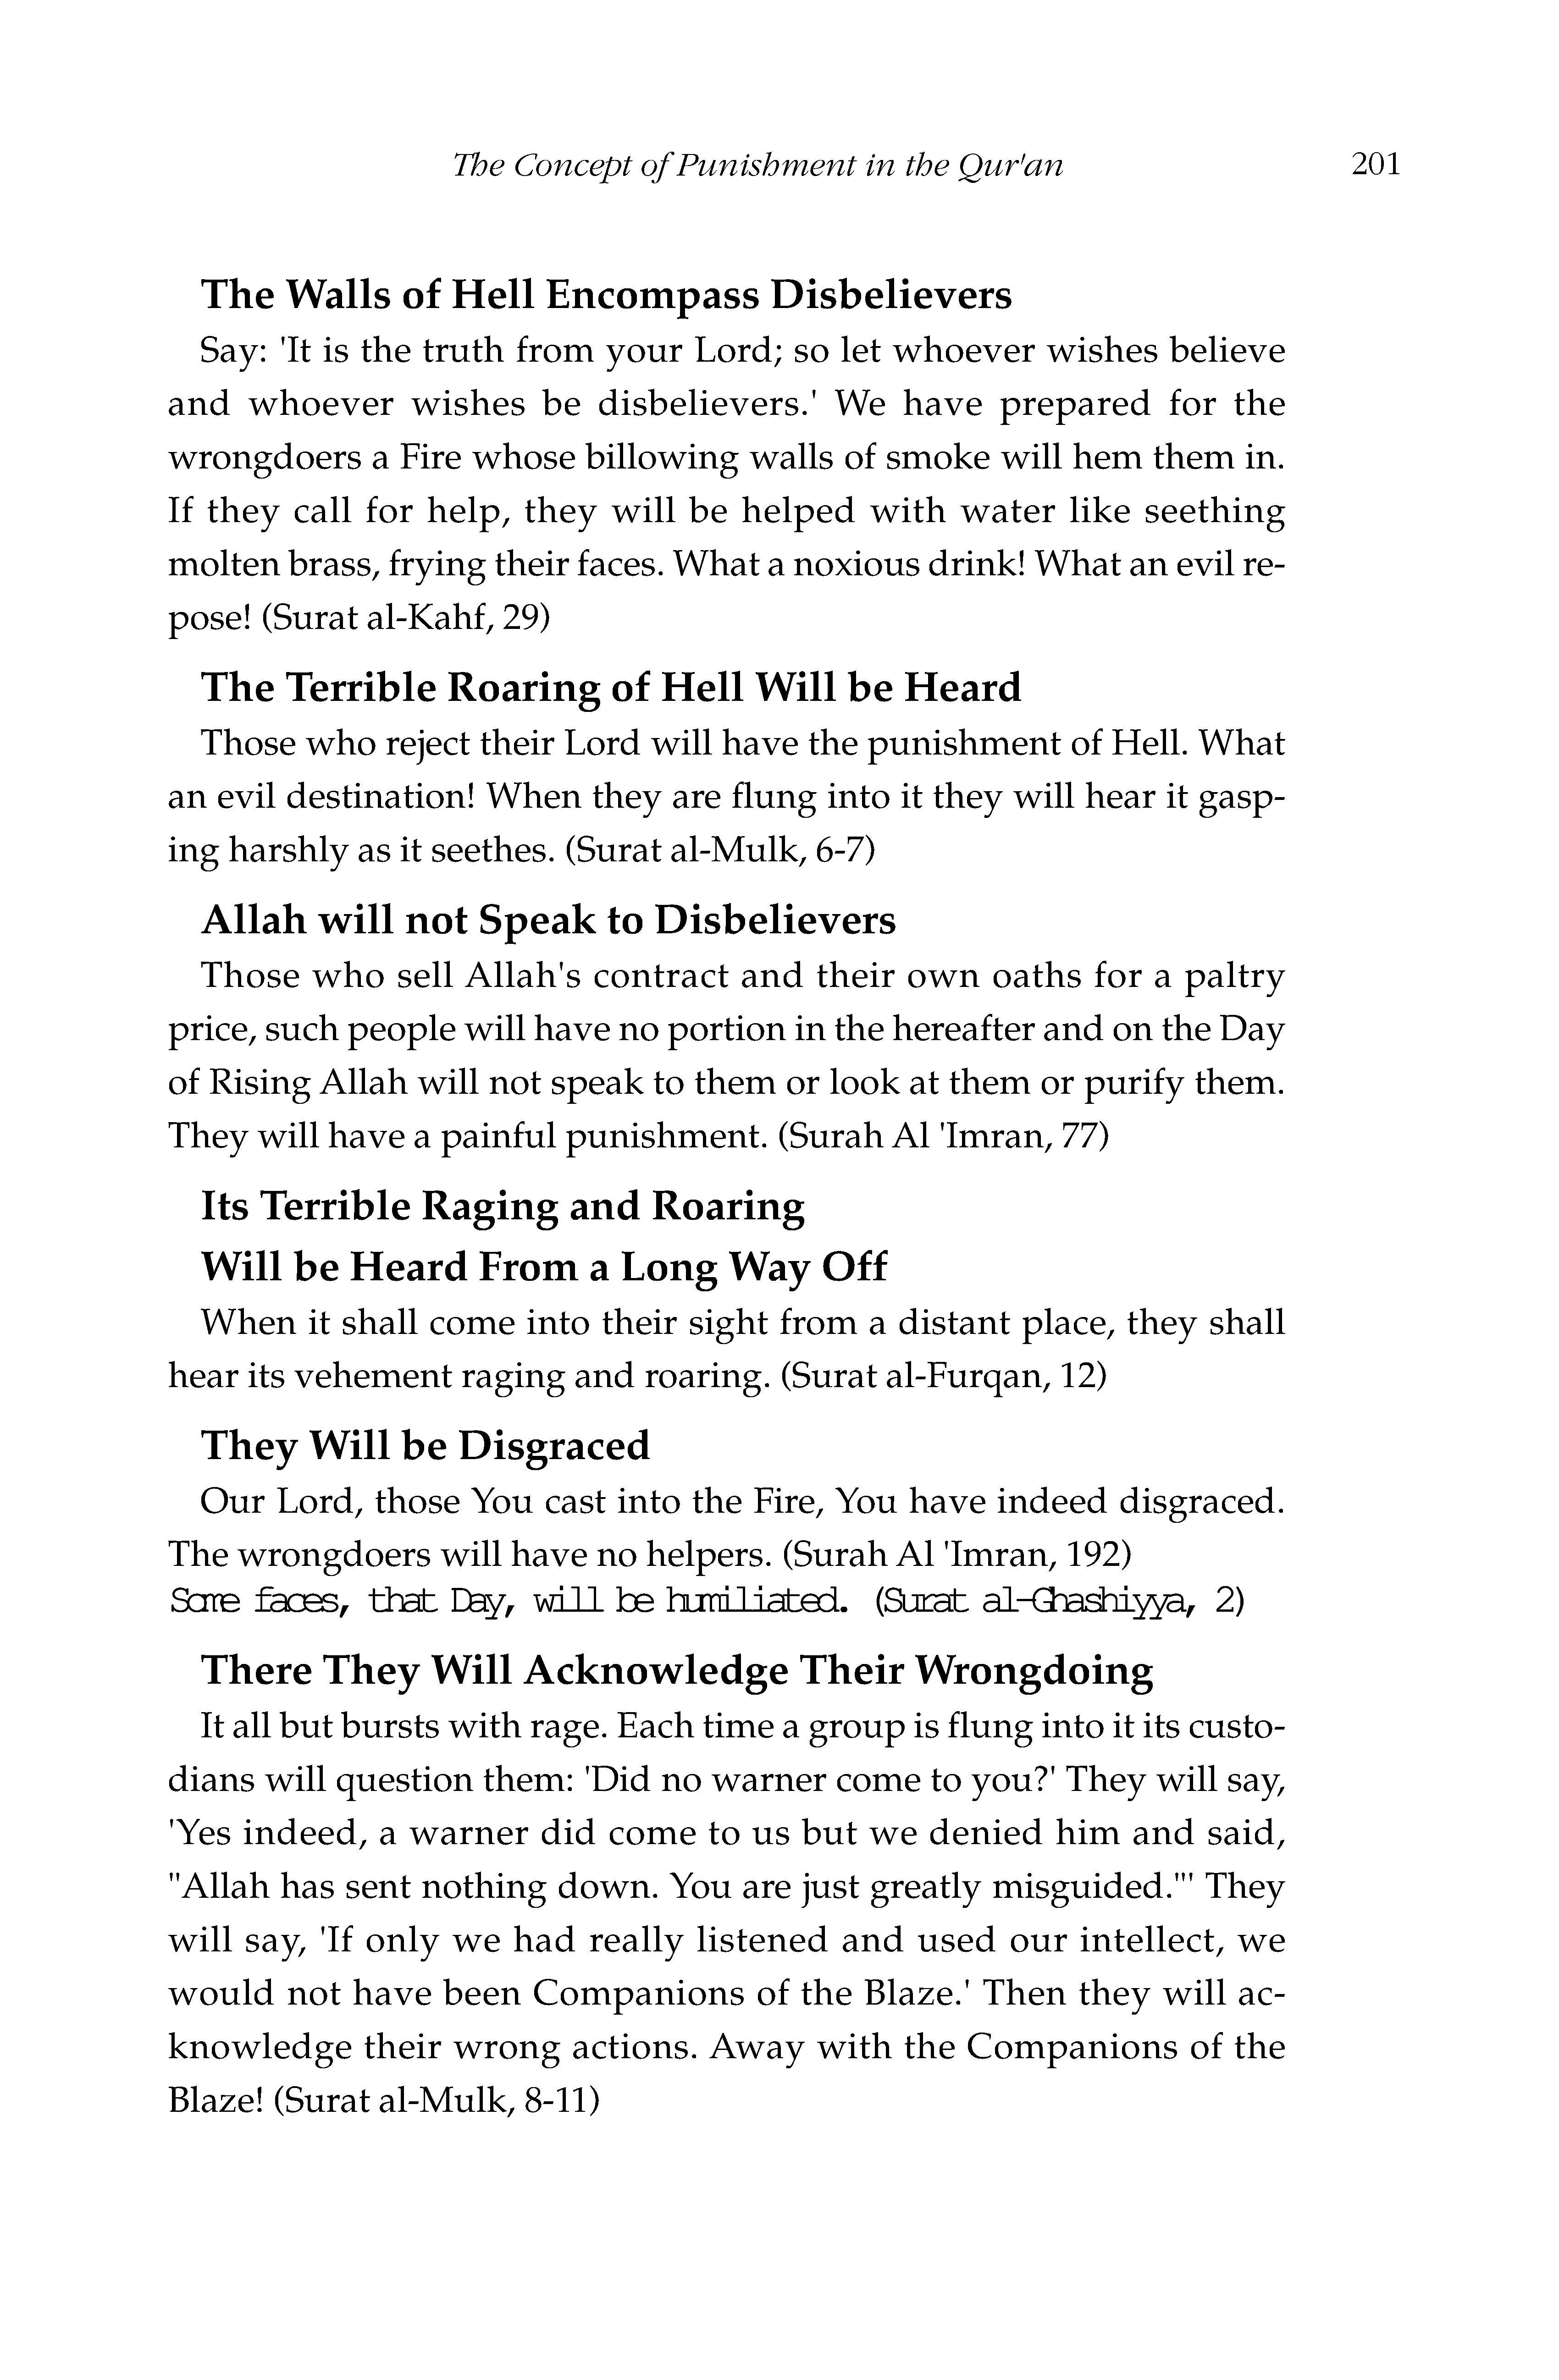 The Concept of Punishment in the Qur'an 201
The Walls of Hell Encompass Disbelievers
Say: 'It is the truth from your Lord; so let whoever wishes believe
and whoever wishes be disbelievers.' We have prepared for the
wrongdoers a Fire whose billowing walls of smoke will hem them in.
If they call for help, they will be helped with water like seething
molten brass, frying their faces. What a noxious drink! What an evil re-
pose! (Surat al-Kahf, 29)
The Terrible Roaring of Hell Will be Heard
Those who reject their Lord will have the punishment of Hell. What
an evil destination! When they are flung into it they will hear it gasp-
ing harshly as it seethes. (Surat al-Mulk, 6-7)
Allah will not Speak to Disbelievers
Those who sell Allah's contract and their own oaths for a paltry
price, such people will have no portion in the hereafter and on the Day
of Rising Allah will not speak to them or look at them or purify them.
They will have a painful punishment. (Surah Al 'Imran, 77)
Its Terrible Raging and Roaring
Will be Heard From a Long Way Off
When it shall come into their sight from a distant place, they shall
hear its vehement raging and roaring. (Surat al-Furqan, 12)
They Will be Disgraced
Our Lord, those You cast into the Fire, You have indeed disgraced.
The wrongdoers will have no helpers. (Surah Al 'Imran, 192)
Some faces, that Day, will be humiliated. (Surat al-Ghashiyya, 2)
There They Will Acknowledge Their Wrongdoing
It all but bursts with rage. Each time a group is flung into it its custo-
dians will question them: 'Did no warner come to you?' They will say,
'Yes indeed, a warner did come to us but we denied him and said,
"Allah has sent nothing down. You are just greatly misguided."' They
will say, 'If only we had really listened and used our intellect, we
would not have been Companions of the Blaze.' Then they will ac-
knowledge their wrong actions. Away with the Companions of the
Blaze! (Surat al-Mulk, 8-11)